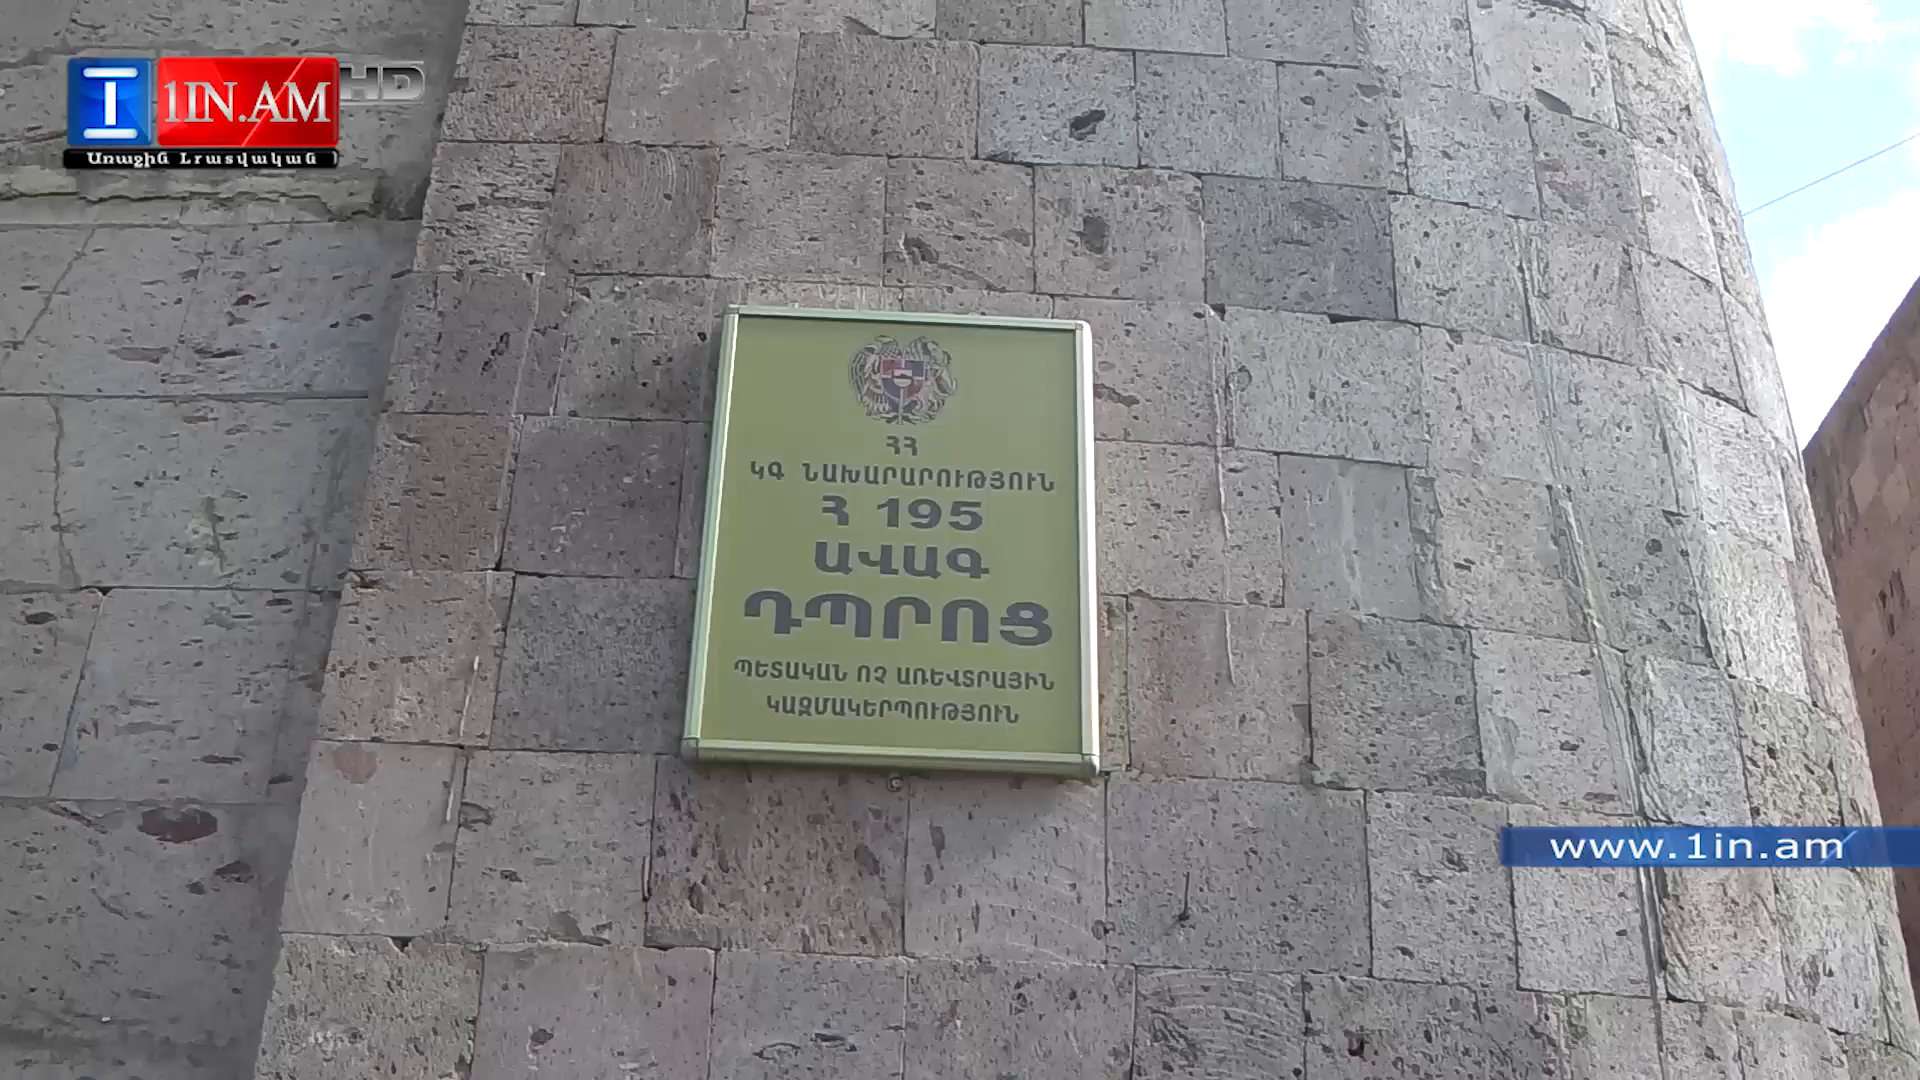 1IN.AM HD
Առաջին Լրատվական
ՀՀ
ԿԳ ՆԱԽԱՐԱՐՈՒԹՅՈՒՆ
Հ 195
ԱՎԱԳ
ԴՊՐՈՑ
ՊԵՏԱԿԱՆ ՈՉ ԱՌԵՎՏՐԱՅԻՆ
ԿԱԶՄԱԿԵՐՊՈՒԹՅՈՒՆ
www.1in.am